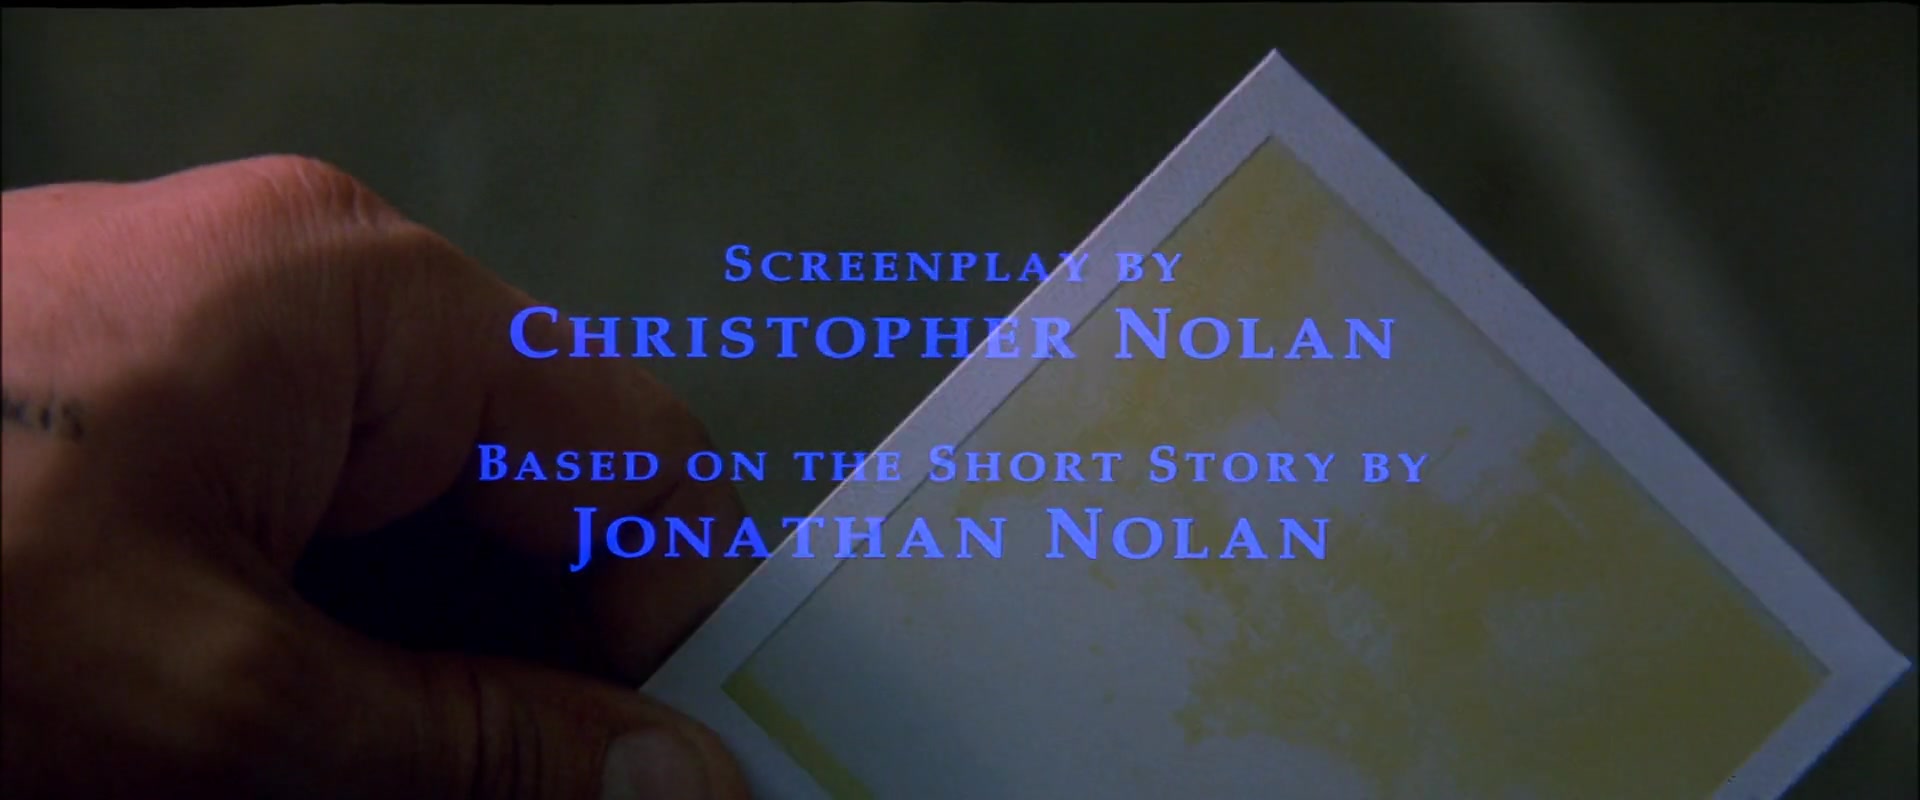 SCREENPLAY BY
CHRISTOPHER NOLAN
BASED ON THE SHORT STORY BY
JONATHAN NOLAN